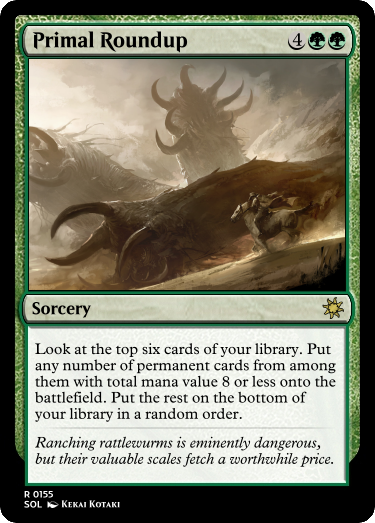 Primal Roundup 4
Sorcery
Look at the top six cards of your library. Put
any number of permanent cards from among
them with total mana value 8 or less onto the
battlefield. Put the rest on the bottom of
your library in a random order.
Ranching rattlewurms is eminently dangerous,
but their valuable scales fetch a worthwhile price.
R 0155
SOL Kekai Kotaki